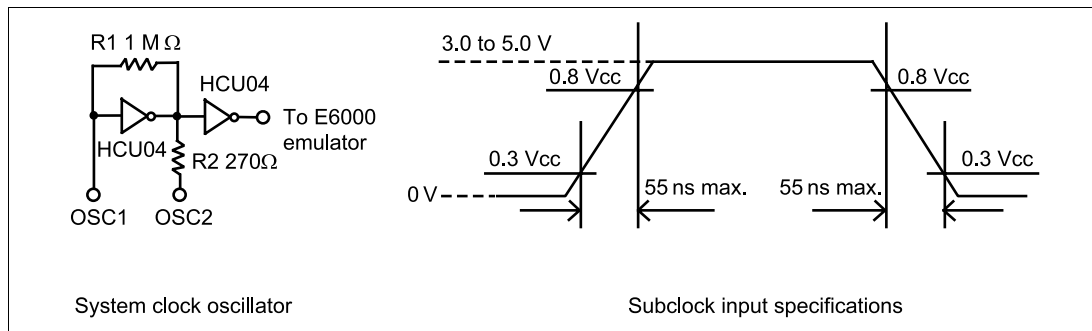 R1 1 M Ω
HCU04
HCU04
To E6000
emulator
R2 270Ω
OSC1
OSC2
System clock oscillator
3.0 to 5.0 V
0.8 Vcc
0.8 Vcc
0.3 Vcc
0.3 Vcc
0 V
55 ns max.
55 ns max.
Subclock input specifications